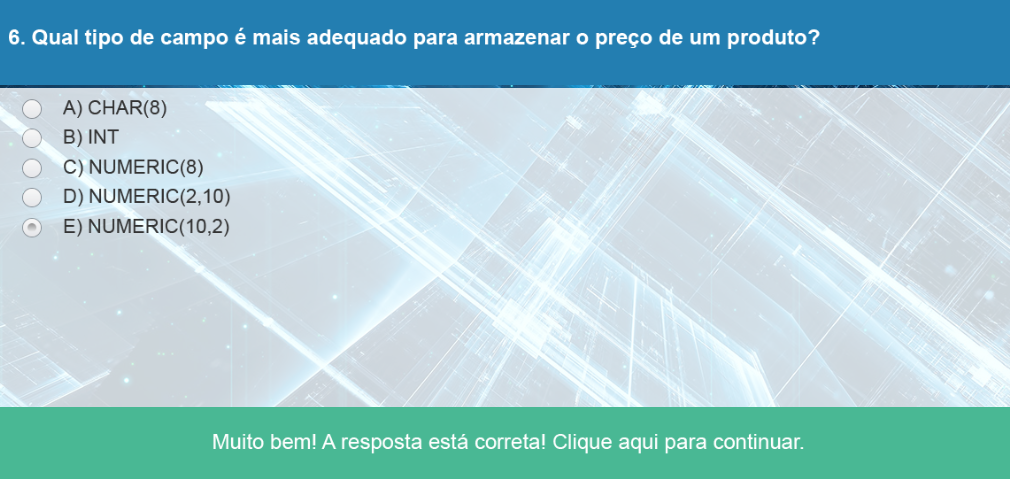 6. Qual tipo de campo é mais adequado para armazenar o preço de um produto?
A) CHAR(8)
B) INT
C) NUMERIC(8)
D) NUMERIC(2,10)
E) NUMERIC(10,2)
Muito bem! A resposta está correta! Clique aqui para continuar.